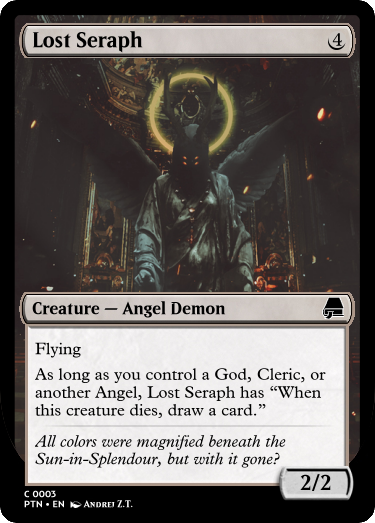 Lost Seraph
4
Creature — Angel Demon
Flying
As long as you control a God, Cleric, or
another Angel, Lost Seraph has “When
this creature dies, draw a card.”
All colors were magnified beneath the
Sun-in-Splendour, but with it gone?
2/2
C 0003
PTN • EN Andrej Z.T.